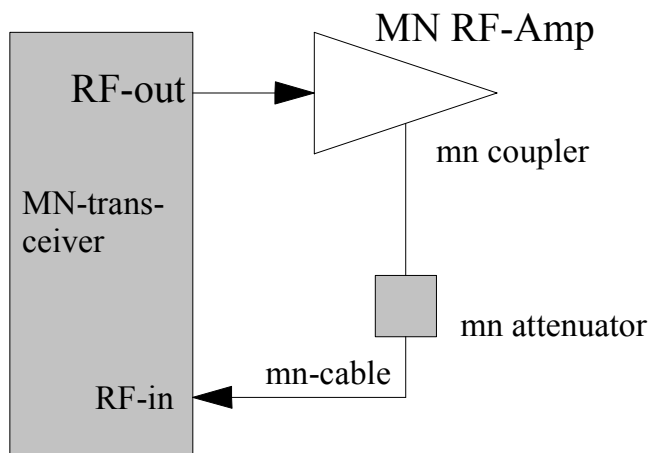 MN RF-Amp
RF-out
mn coupler
MN-trans-
ceiver
mn attenuator
mn-cable
RF-in